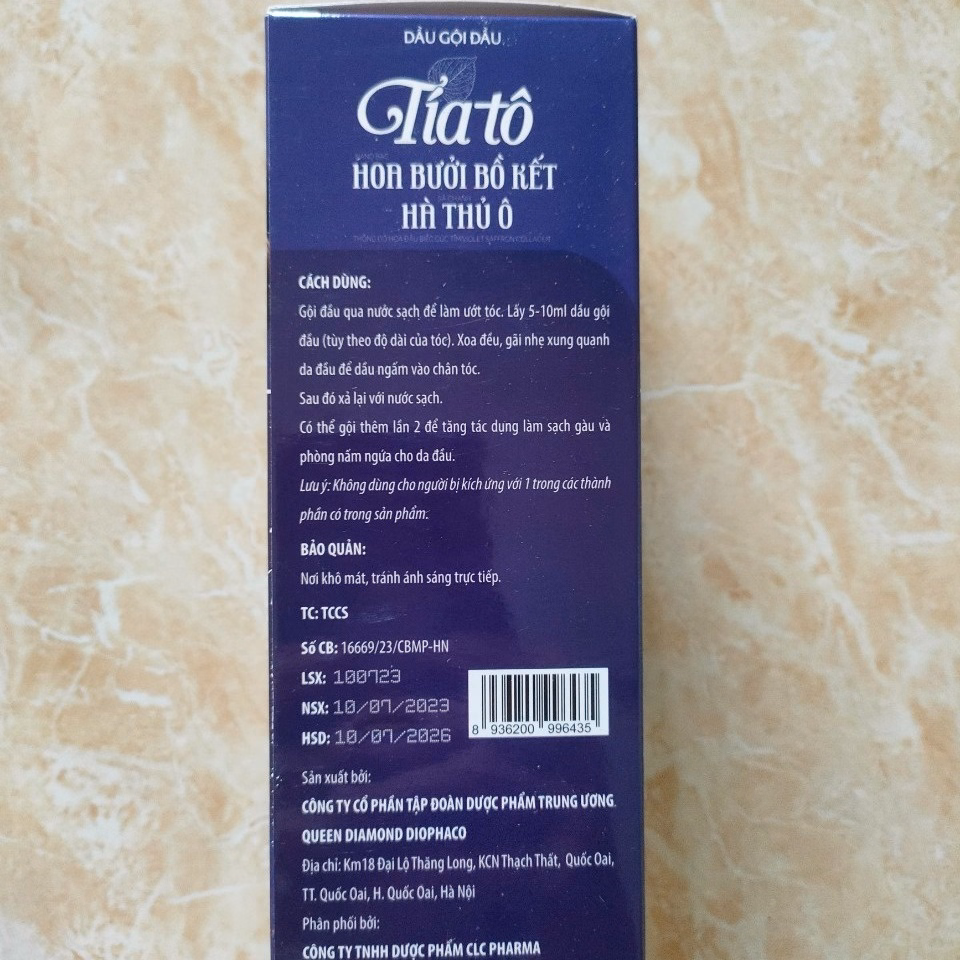 DẦU GỘI ĐẦU
Tía tô
HOA BƯỞI BỒ KẾT
HÀ THỦ Ô
CÁCH DÙNG:
Gội đầu qua nước sạch để làm ướt tóc. Lấy 5-10ml dầu gội
đầu (tùy theo độ dài của tóc). Xoa đều, gãi nhẹ xung quanh
da đầu để dầu ngấm vào chân tóc.
Sau đó xả lại với nước sạch.
Có thể gội thêm lần 2 để tăng tác dụng làm sạch gàu và
phòng nấm ngứa cho da đầu.
Lưu ý: Không dùng cho người bị kích ứng với 1 trong các thành
phần có trong sản phẩm.
BẢO QUẢN:
Nơi khô mát, tránh ánh sáng trực tiếp.
TC: TCCS
Số CB: 16669/23/CBMP-HN
LSX: 100723
NSX: 10/07/2023
HSD: 10/07/2026
8 936200 996435
Sản xuất bởi:
CÔNG TY CỔ PHẦN TẬP ĐOÀN DƯỢC PHẨM TRUNG ƯƠNG
QUEEN DIAMOND DIOPHACO
Địa chỉ: Km18 Đại Lộ Thăng Long, KCN Thạch Thất, Quốc Oai,
TT. Quốc Oai, H. Quốc Oai, Hà Nội
Phân phối bởi:
CÔNG TY TNHH DƯỢC PHẨM CLC PHARMA